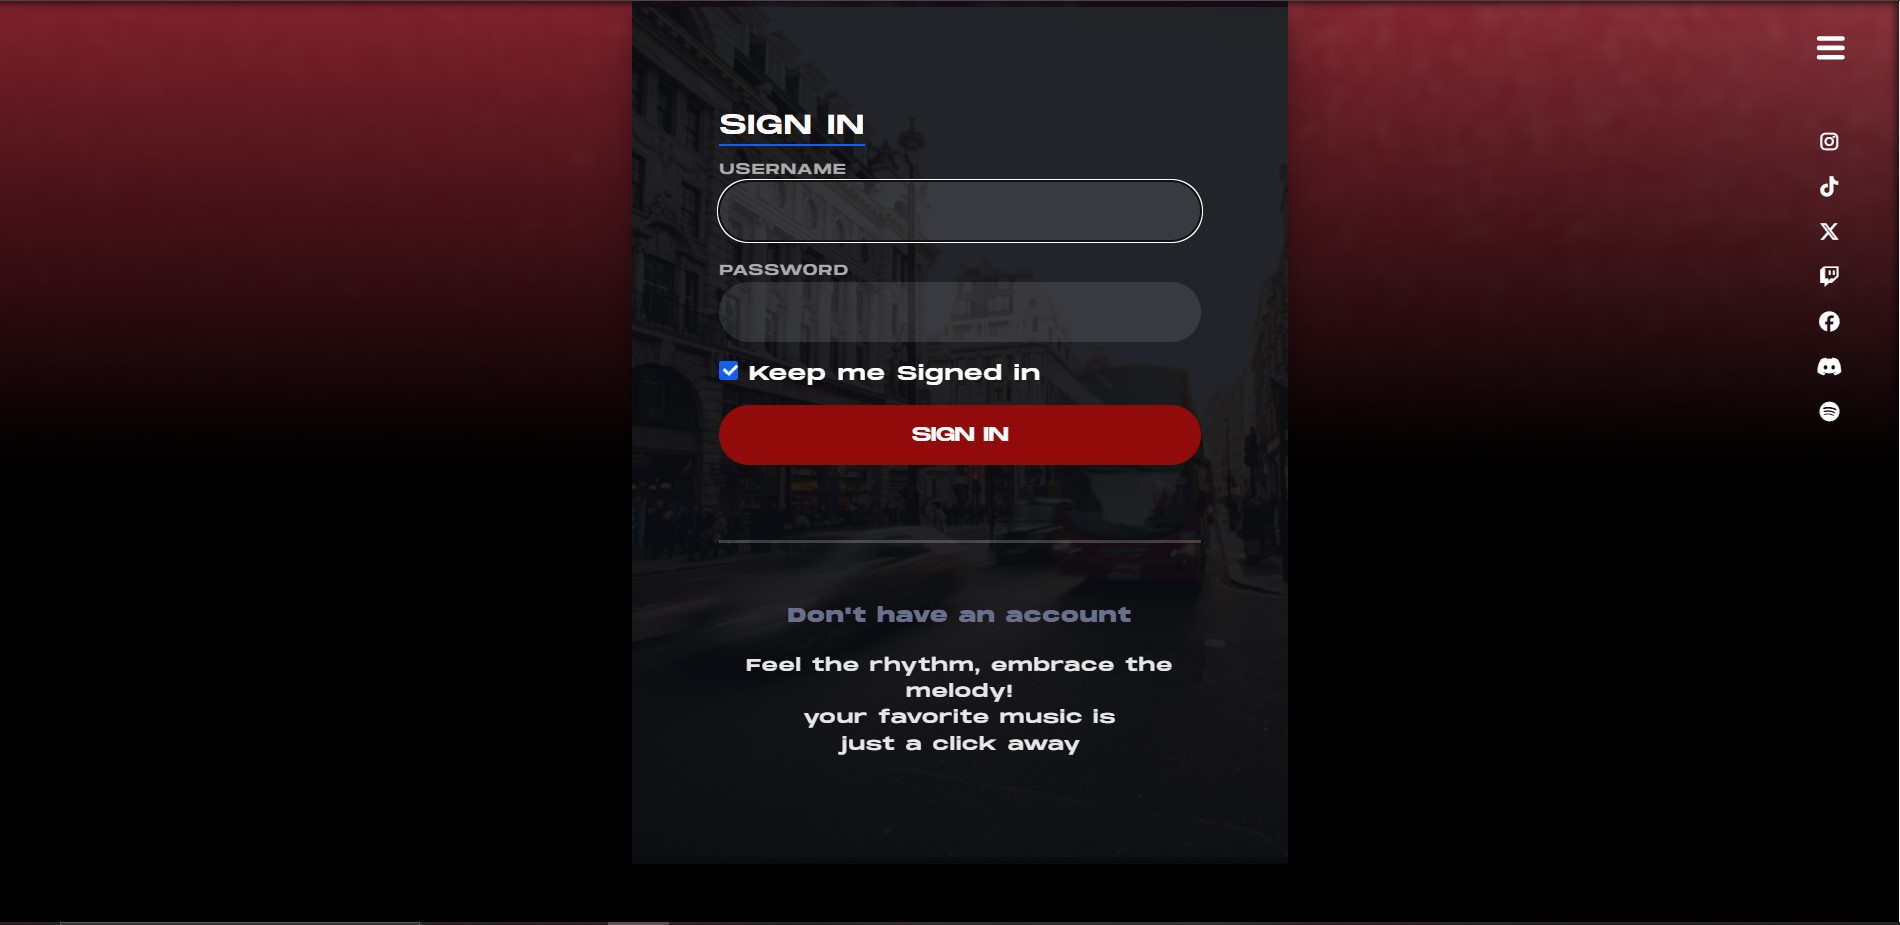 SIGN IN
USERNAME
PASSWORD
Keep me Signed in
SIGN IN
Don't have an account
Feel the rhythm, embrace the
melody!
your favorite music is
just a click away